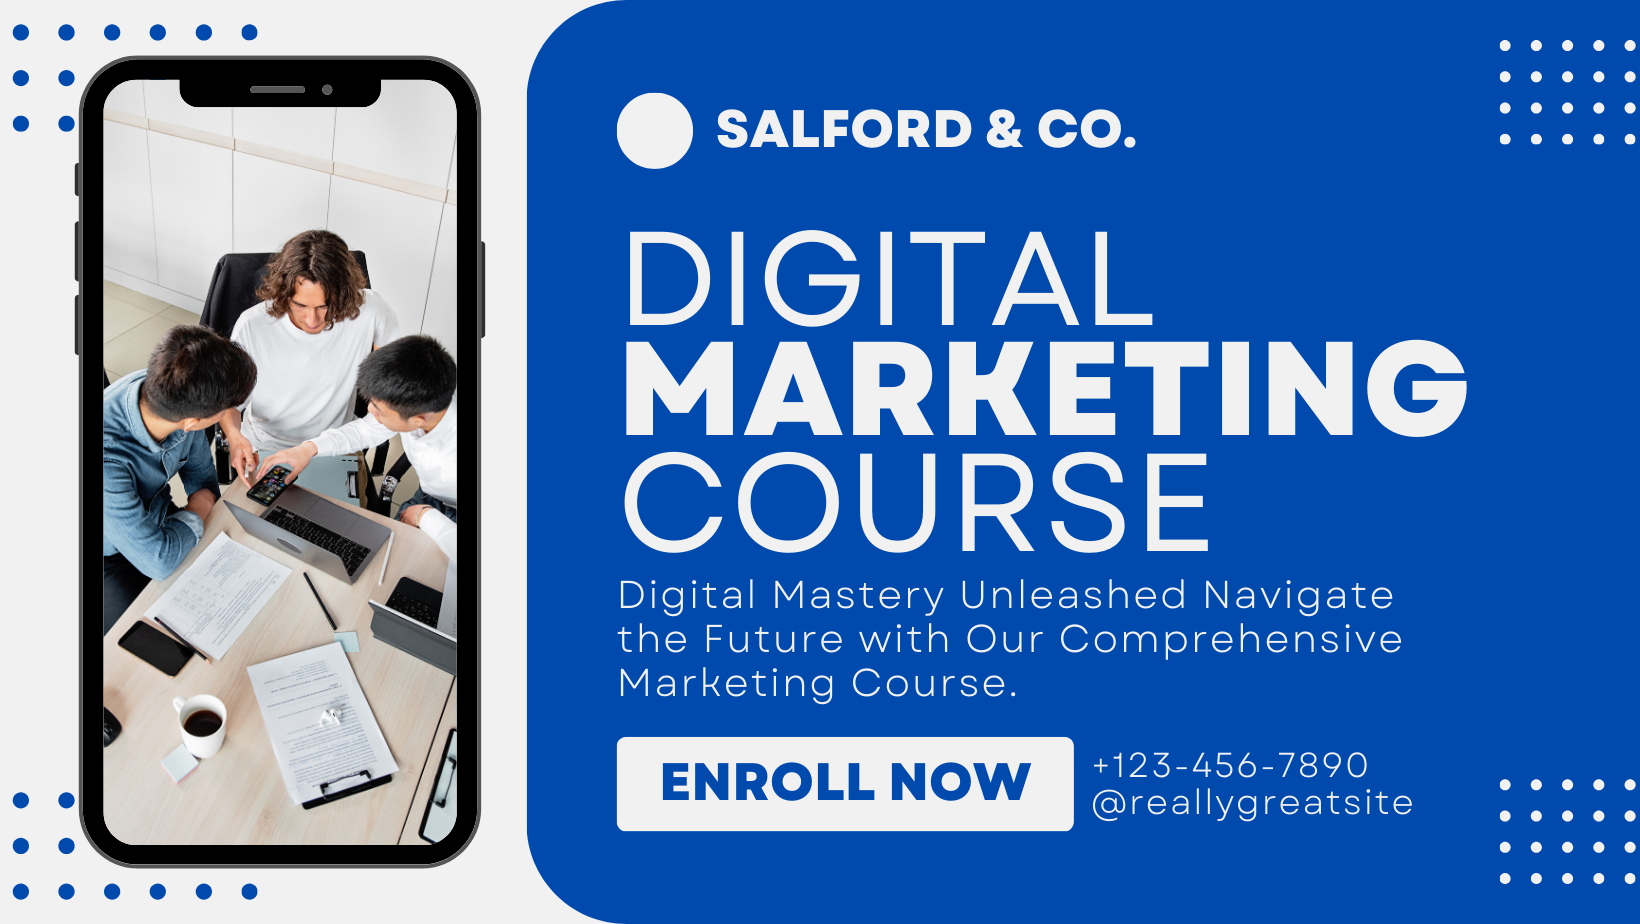 SALFORD & CO.
DIGITAL
MARKETING
COURSE
Digital Mastery Unleashed Navigate
the Future with Our Comprehensive
Marketing Course.
ENROLL NOW
+123-456-7890
@reallygreatsite